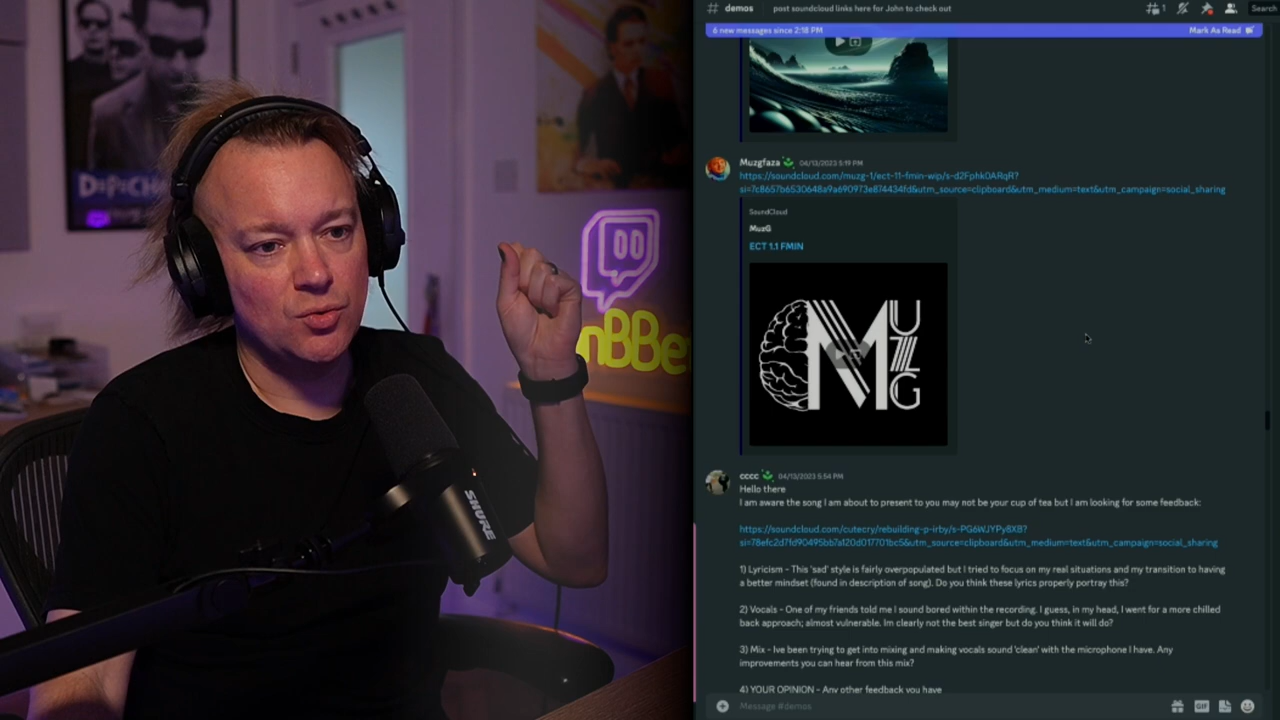 # demos post soundcloud links here for John to check out
1
Search
6 new messages since 2:18 PM
Mark As Read
DEPECHE
nBBe
SHURE
Muzgfaza 04/13/2023 5:19 PM
https://soundcloud.com/muzg-1/ect-11-fmin-wip/s-d2Fphk0ARqR?
si=7c8657b6530648a9a690973e874434fd&utm_source=clipboard&utm_medium=text&utm_campaign=social_sharing
SoundCloud
MuzG
ECT 1.1 FMIN
MUZG
cccc 04/13/2023 5:54 PM
Hello there
I am aware the song I am about to present to you may not be your cup of tea but I am looking for some feedback:
https://soundcloud.com/cutecry/rebuilding-p-irby/s-PG6WJYPy8XB?
si=78efc2d7fd90495bb7a120d017701bc5&utm_source=clipboard&utm_medium=text&utm_campaign=social_sharing
1) Lyricism - This 'sad' style is fairly overpopulated but I tried to focus on my real situations and my transition to having
a better mindset (found in description of song). Do you think these lyrics properly portray this?
2) Vocals - One of my friends told me I sound bored within the recording. I guess, in my head, I went for a more chilled
back approach; almost vulnerable. Im clearly not the best singer but do you think it will do?
3) Mix - Ive been trying to get into mixing and making vocals sound 'clean' with the microphone I have. Any
improvements you can hear from this mix?
4) YOUR OPINION - Any other feedback you have
Message #demos
GIF